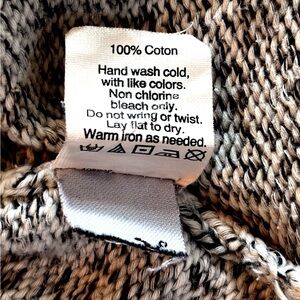 100% Coton
Hand wash cold,
with like colors.
Non chlorine
bleach only.
Do not wring or twist.
Lay flat to dry.
Warm iron as needed.